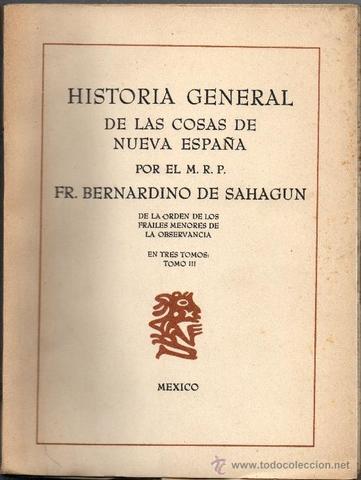 HISTORIA GENERAL
DE LAS COSAS DE
NUEVA ESPAÑA
POR EL M. R. P.
FR. BERNARDINO DE SAHAGUN
DE LA ORDEN DE LOS
FRAILES MENORES DE
LA OBSERVANCIA
EN TRES TOMOS:
TOMO III
MEXICO
www.todocoleccion.net